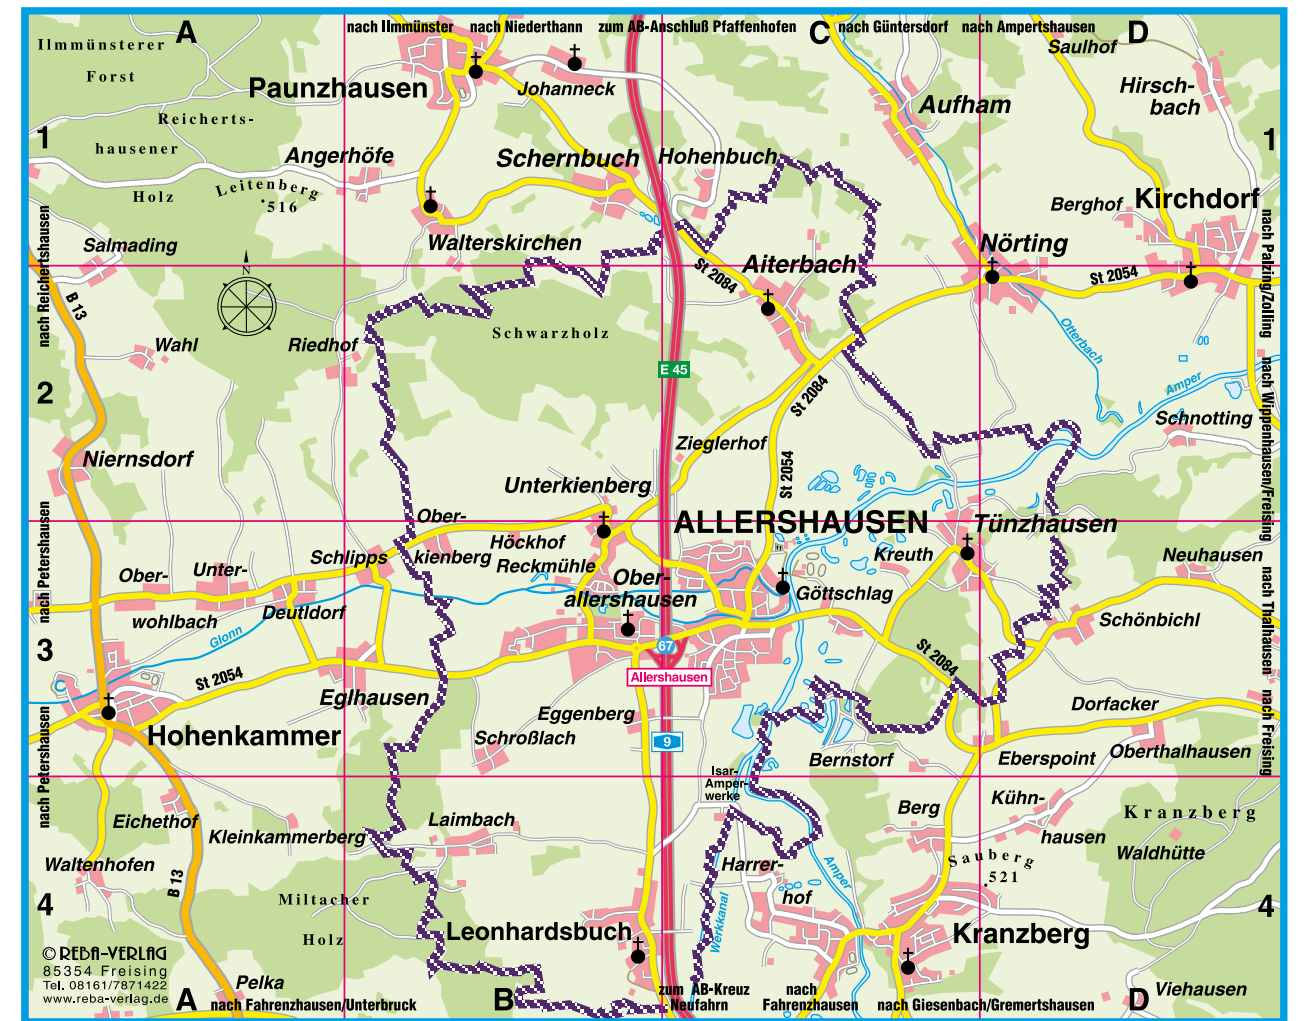 A
nach Ilmmünster
nach Niederthann
zum AB-Anschluß Pfaffenhofen
C
nach Güntersdorf
nach Ampertshausen
D
Ilmmünsterer
Forst
Saulhof
Paunzhausen
Johanneck
Hirsch-
bach
Aufham
Reicherts-
hausener
1
1
Angerhöfe
Schernbuch
Hohenbuch
Holz
Leitenberg
516
Berghof
Kirchdorf
Salmading
Walterskirchen
Nörting
nach Reichertshausen
nach Palzing/Zolling
N
St 2084
Aiterbach
St 2054
B 13
Schwarzholz
Otterbach
Wahl
Riedhof
E 45
2
2
Amper
St 2084
nach Wippenhausen/Freising
Schnotting
Zieglerhof
Niernsdorf
St 2054
Unterkienberg
Ober-
kienberg
ALLERSHAUSEN
Tünzhausen
nach Petershausen
Höckhof
Reckmühle
Schlipps
Kreuth
Neuhausen
Ober-
Unter-
wohlbach
Deutldorf
Ober-
allershausen
Göttschlag
nach Thalhausen
Schönbichl
Glonn
3
3
67
St 2084
St 2054
Allershausen
Eglhausen
Dorfacker
nach Freising
Hohenkammer
Eggenberg
Schroßlach
9
Bernstorf
Eberspoint
Oberthalhausen
nach Petershausen
Isar-
Amper-
werke
Eichethof
Kleinkammerberg
Laimbach
Berg
Kühn-
hausen
Kranzberg
Waldhütte
Waltenhofen
B 13
Harrer-
hof
Amper
Sauberg
521
4
4
Miltacher
Holz
Werkkanal
Leonhardsbuch
Kranzberg
© REBA-VERLAG
85354 Freising
Tel. 08161/7871422
www.reba-verlag.de
Pelka
Viehausen
A
nach Fahrenzhausen/Unterbruck
B
zum AB-Kreuz
Neufahrn
nach
Fahrenzhausen
nach Giesenbach/Gremertshausen
D